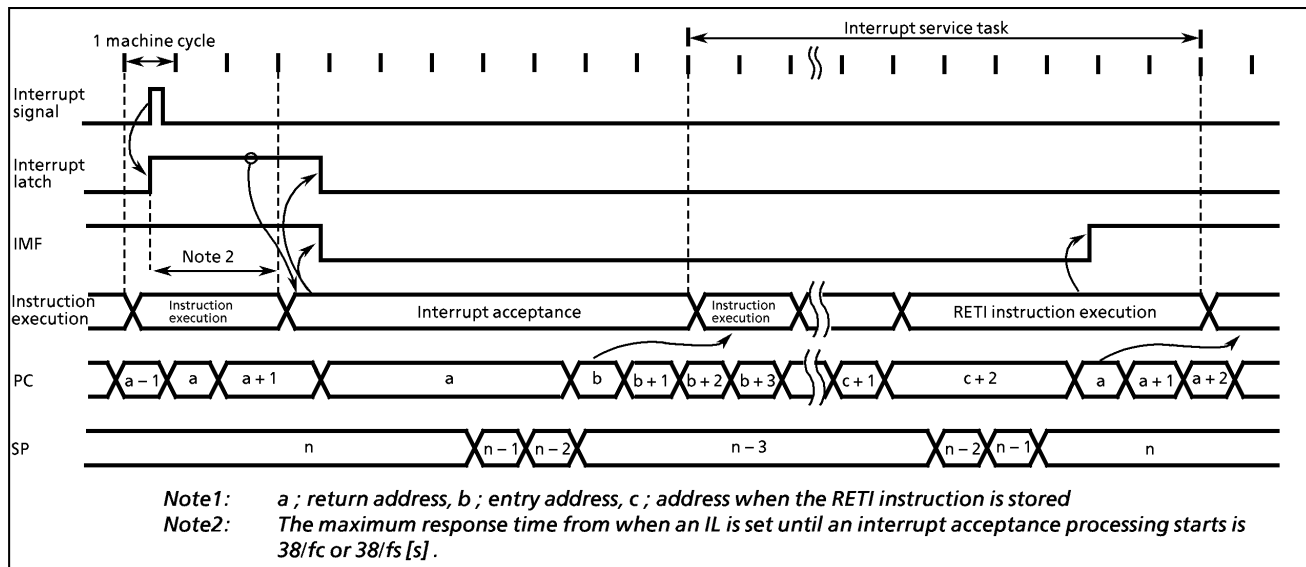 Interrupt service task
1 machine cycle
Interrupt
signal
Interrupt
latch
IMF
Note 2
Instruction
execution
Instruction
execution
Interrupt acceptance
Instruction
execution
RETI instruction execution
PC
a − 1
a
a + 1
a
b
b + 1
b + 2
b + 3
c + 1
c + 2
a
a + 1
a + 2
SP
n
n − 1
n − 2
n − 3
n − 2
n − 1
n
Note1: a ; return address, b ; entry address, c ; address when the RETI instruction is stored
Note2: The maximum response time from when an IL is set until an interrupt acceptance processing starts is
38/fc or 38/fs [s] .